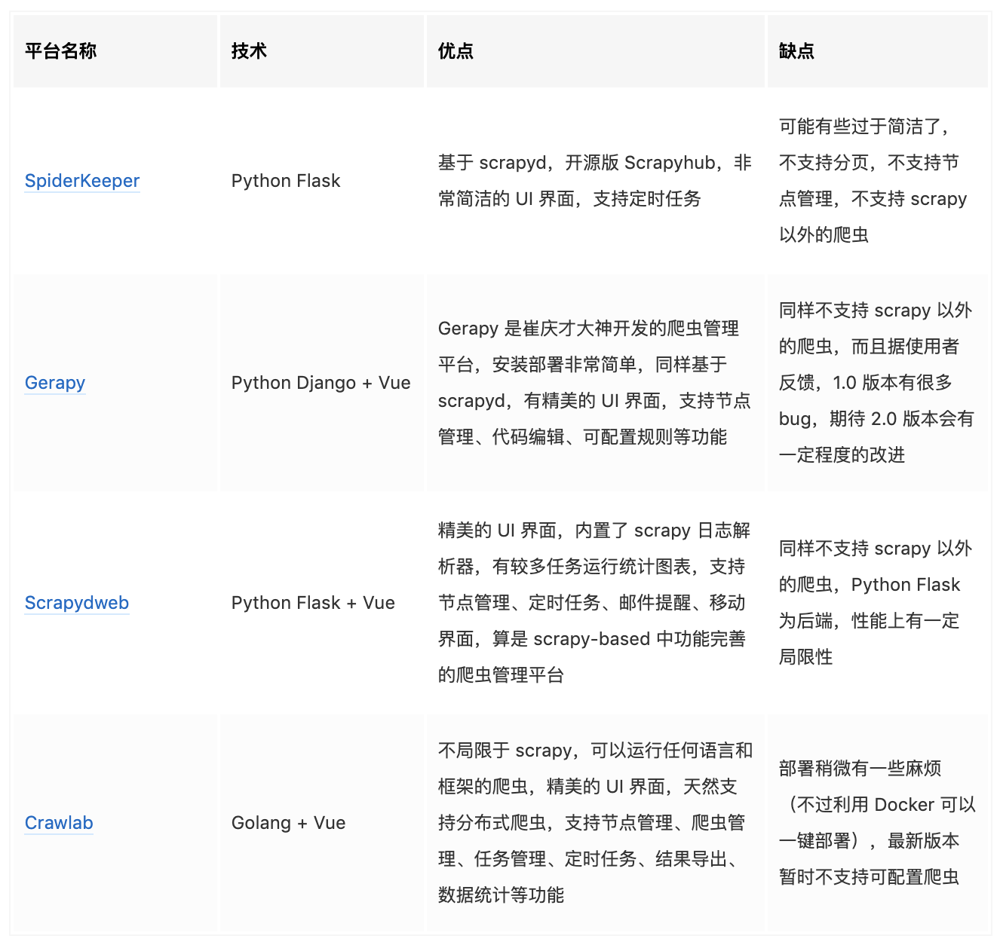 平台名称
技术
优点
缺点
SpiderKeeper
Python Flask
基于 scrapyd，开源版 Scrapyhub，非
常简洁的 UI 界面，支持定时任务
可能有些过于简洁了，
不支持分页，不支持节
点管理，不支持 scrapy
以外的爬虫
Gerapy
Python Django + Vue
Gerapy 是崔庆才大神开发的爬虫管理
平台，安装部署非常简单，同样基于
scrapyd，有精美的 UI 界面，支持节点
管理、代码编辑、可配置规则等功能
同样不支持 scrapy 以外
的爬虫，而且据使用者
反馈，1.0 版本有很多
bug，期待 2.0 版本会有
一定程度的改进
Scrapydweb
Python Flask + Vue
精美的 UI 界面，内置了 scrapy 日志解
析器，有较多任务运行统计图表，支持
节点管理、定时任务、邮件提醒、移动
界面，算是 scrapy-based 中功能完善
的爬虫管理平台
同样不支持 scrapy 以外
的爬虫，Python Flask
为后端，性能上有一定
局限性
Crawlab
Golang + Vue
不局限于 scrapy，可以运行任何语言和
框架的爬虫，精美的 UI 界面，天然支
持分布式爬虫，支持节点管理、爬虫管
理、任务管理、定时任务、结果导出、
数据统计等功能
部署稍微有一些麻烦
（不过利用 Docker 可以
一键部署），最新版本
暂时不支持可配置爬虫